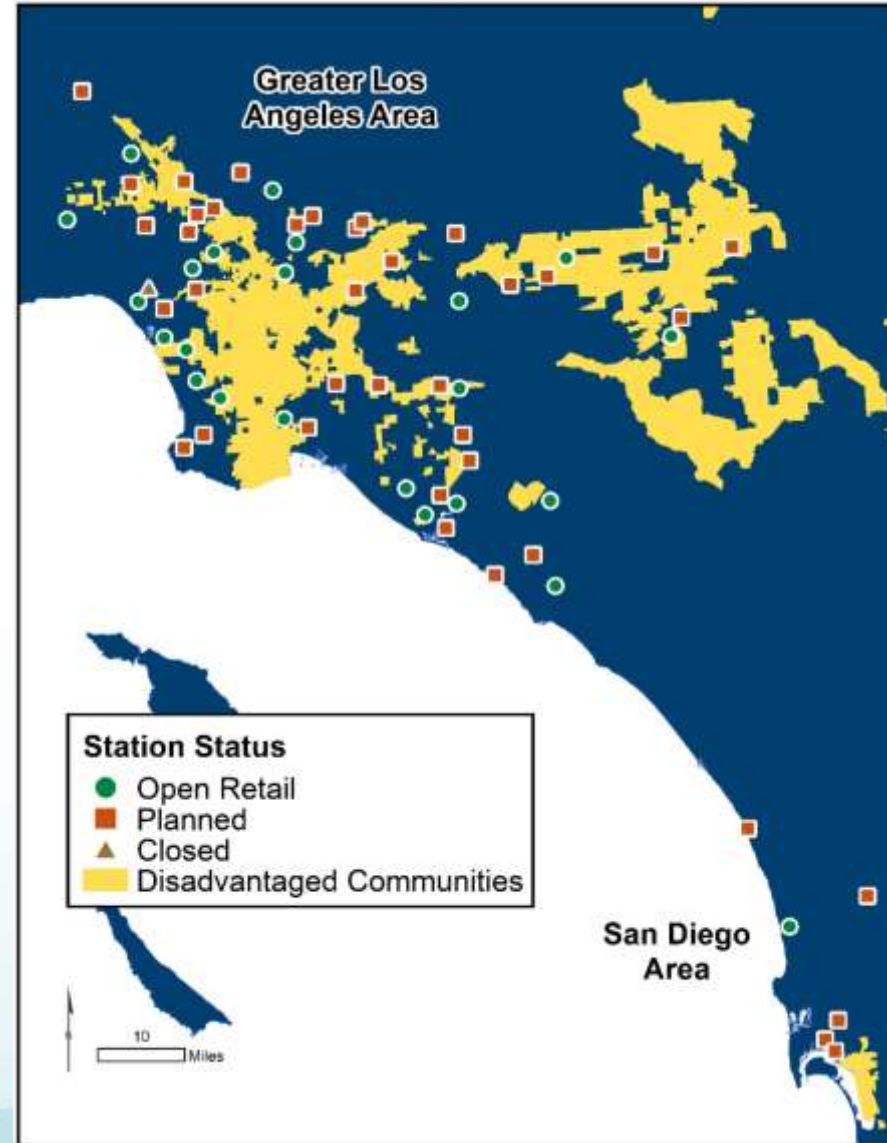 Greater Los
Angeles Area
Station Status
Open Retail
Planned
Closed
Disadvantaged Communities
San Diego
Area
10
Miles